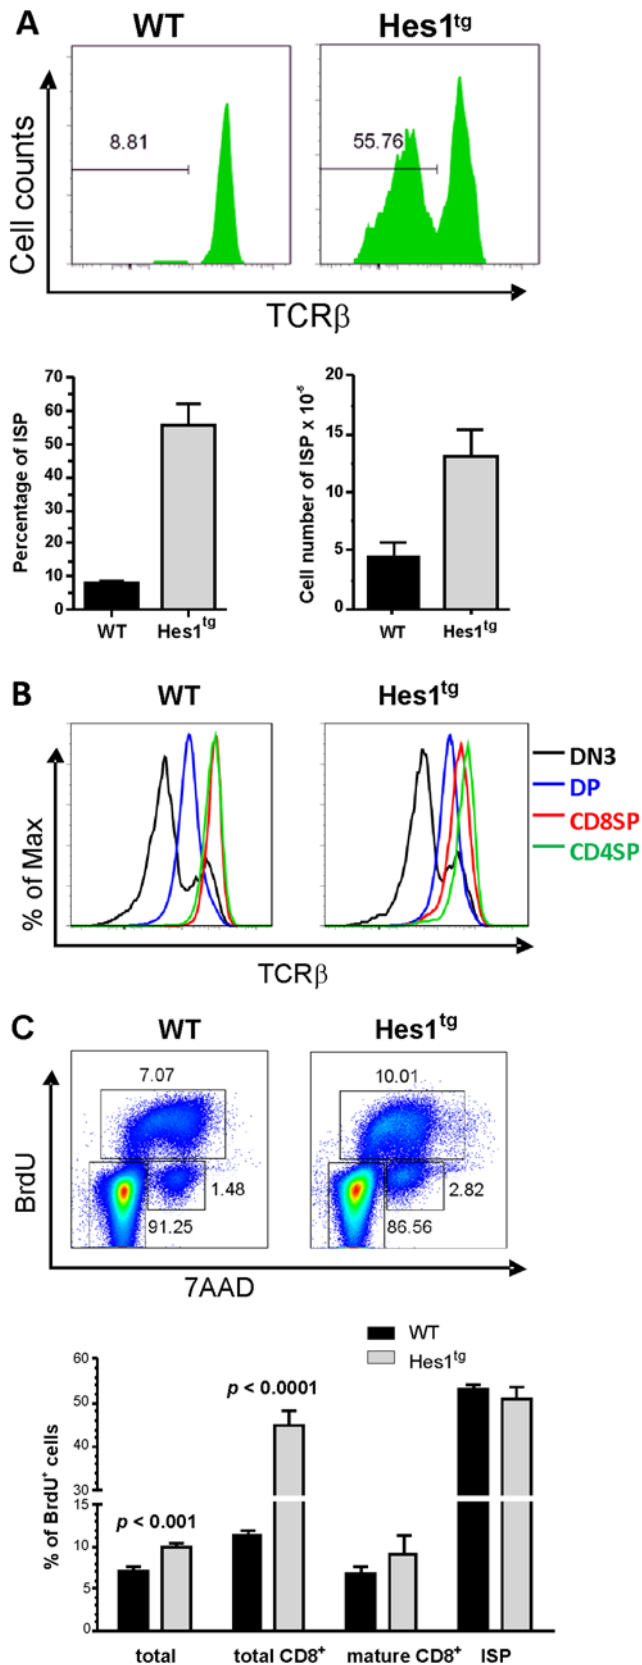 A
WT Hes1tg
8.81 55.76
Cell counts
TCRβ
70
60
50
40
30
20
10
0
Percentage of ISP
WT Hes1tg
20
15
10
5
0
Cell number of ISP x 10-5
WT Hes1tg
B
WT Hes1tg
DN3
DP
CD8SP
CD4SP
% of Max
TCRβ
C
WT Hes1tg
7.07 10.01
1.48 2.82
91.25 86.56
BrdU
7AAD
WT
Hes1tg
60
50
40
30
15
10
5
0
% of BrdU+ cells
p < 0.001
p < 0.0001
total total CD8+ mature CD8+ ISP